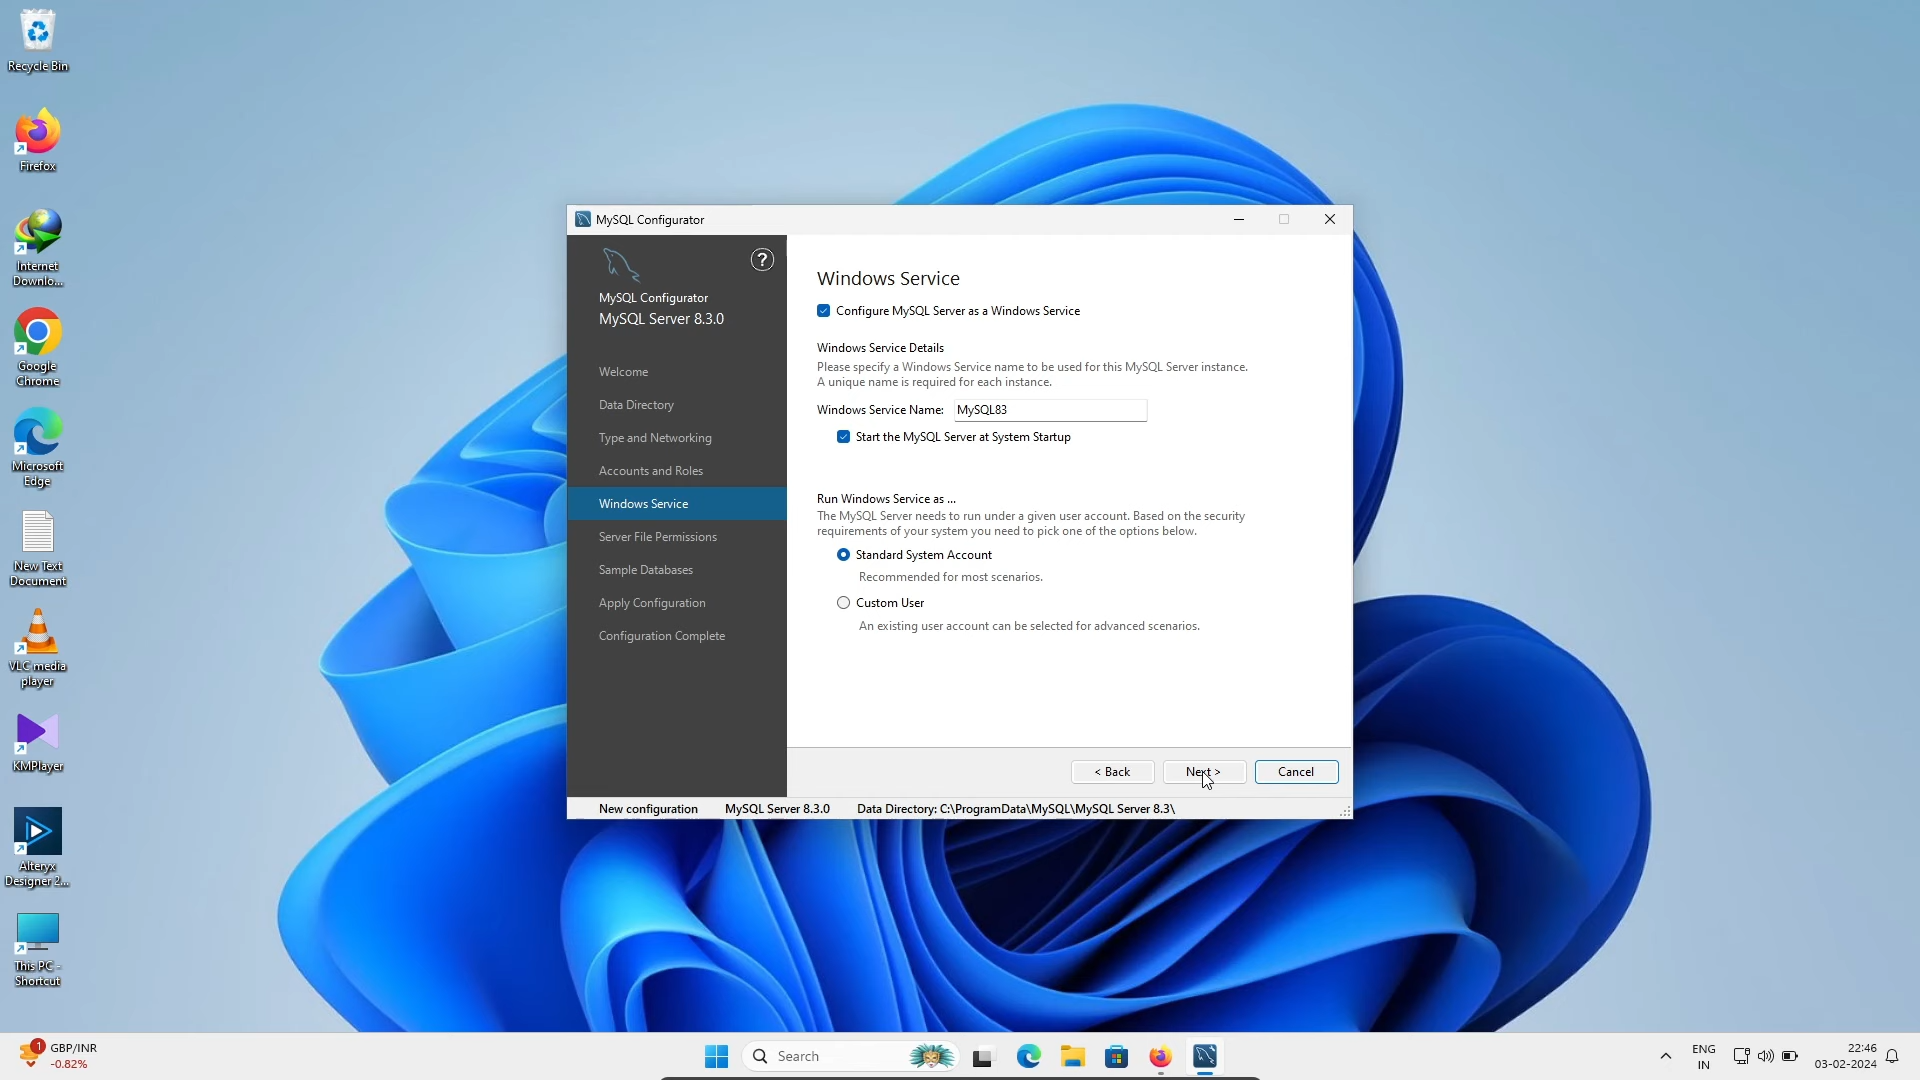 Recycle Bin
Firefox
Internet
Downlo...
Google
Chrome
Microsoft
Edge
New Text
Document
VLC media
player
KMPlayer
Alteryx
Designer 2...
This PC -
Shortcut
MySQL Configurator
?
MySQL Configurator
MySQL Server 8.3.0
Welcome
Data Directory
Type and Networking
Accounts and Roles
Windows Service
Server File Permissions
Sample Databases
Apply Configuration
Configuration Complete
Windows Service
Configure MySQL Server as a Windows Service
Windows Service Details
Please specify a Windows Service name to be used for this MySQL Server instance.
A unique name is required for each instance.
Windows Service Name: MySQL83
Start the MySQL Server at System Startup
Run Windows Service as ...
The MySQL Server needs to run under a given user account. Based on the security
requirements of your system you need to pick one of the options below.
Standard System Account
Recommended for most scenarios.
Custom User
An existing user account can be selected for advanced scenarios.
< Back Next > Cancel
New configuration MySQL Server 8.3.0 Data Directory: C:\ProgramData\MySQL\MySQL Server 8.3\
1
GBP/INR
-0.82%
Search
ENG
IN
22:46
03-02-2024